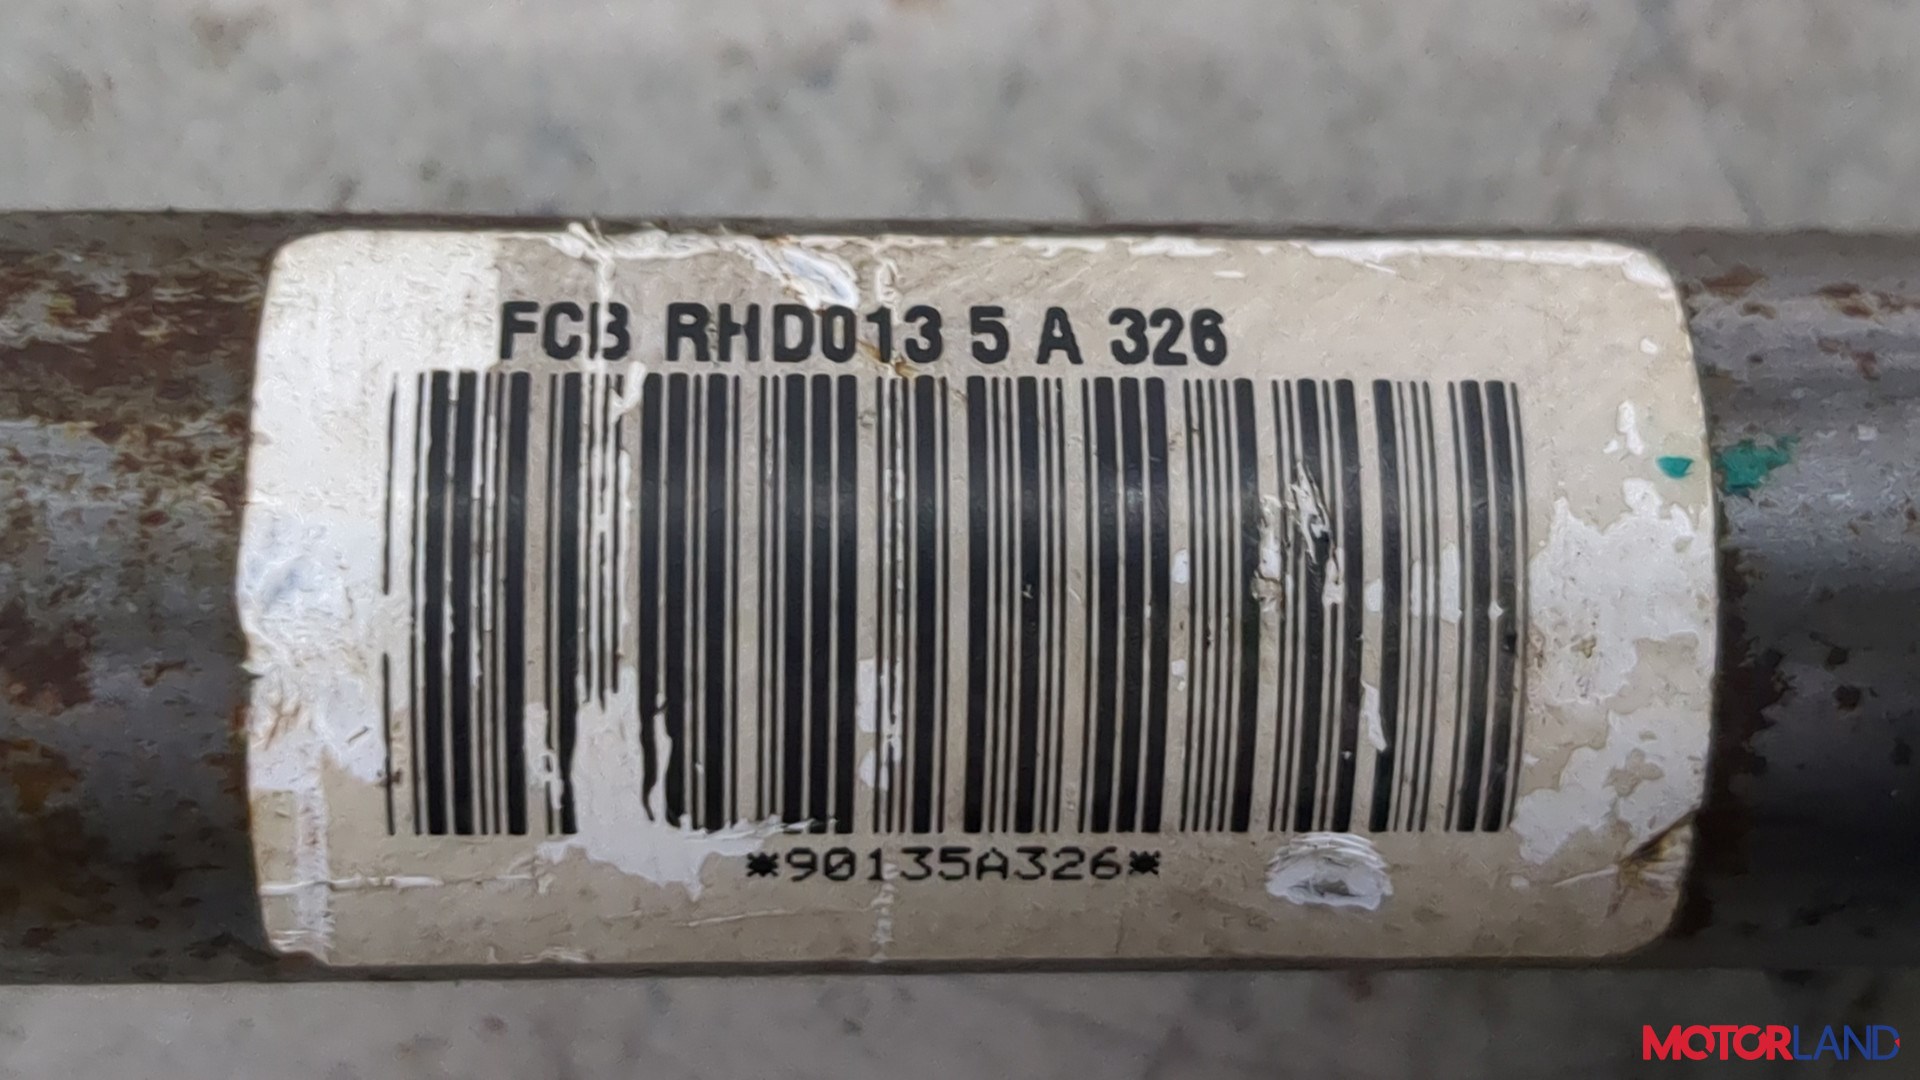 FCB RHD013 5 A 326
*90135A326*
MOTORLAND